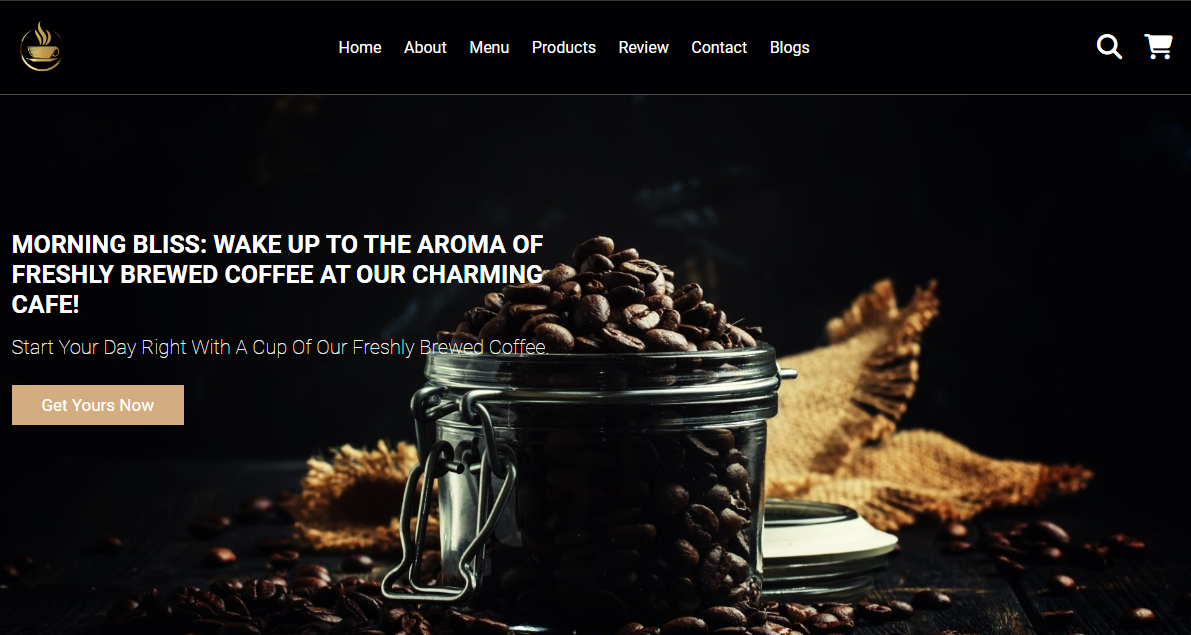 Home About Menu Products Review Contact Blogs
MORNING BLISS: WAKE UP TO THE AROMA OF
FRESHLY BREWED COFFEE AT OUR CHARMING
CAFE!
Start Your Day Right With A Cup Of Our Freshly Brewed Coffee.
Get Yours Now